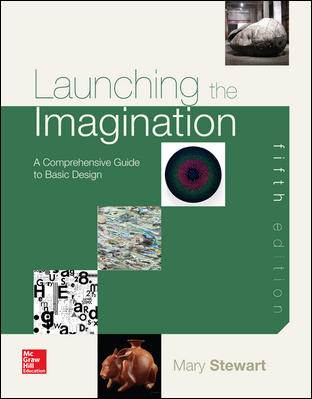 Launching the
Imagination
A Comprehensive Guide
to Basic Design
fifth edition
Mc
Graw
Hill
Education
Mary Stewart